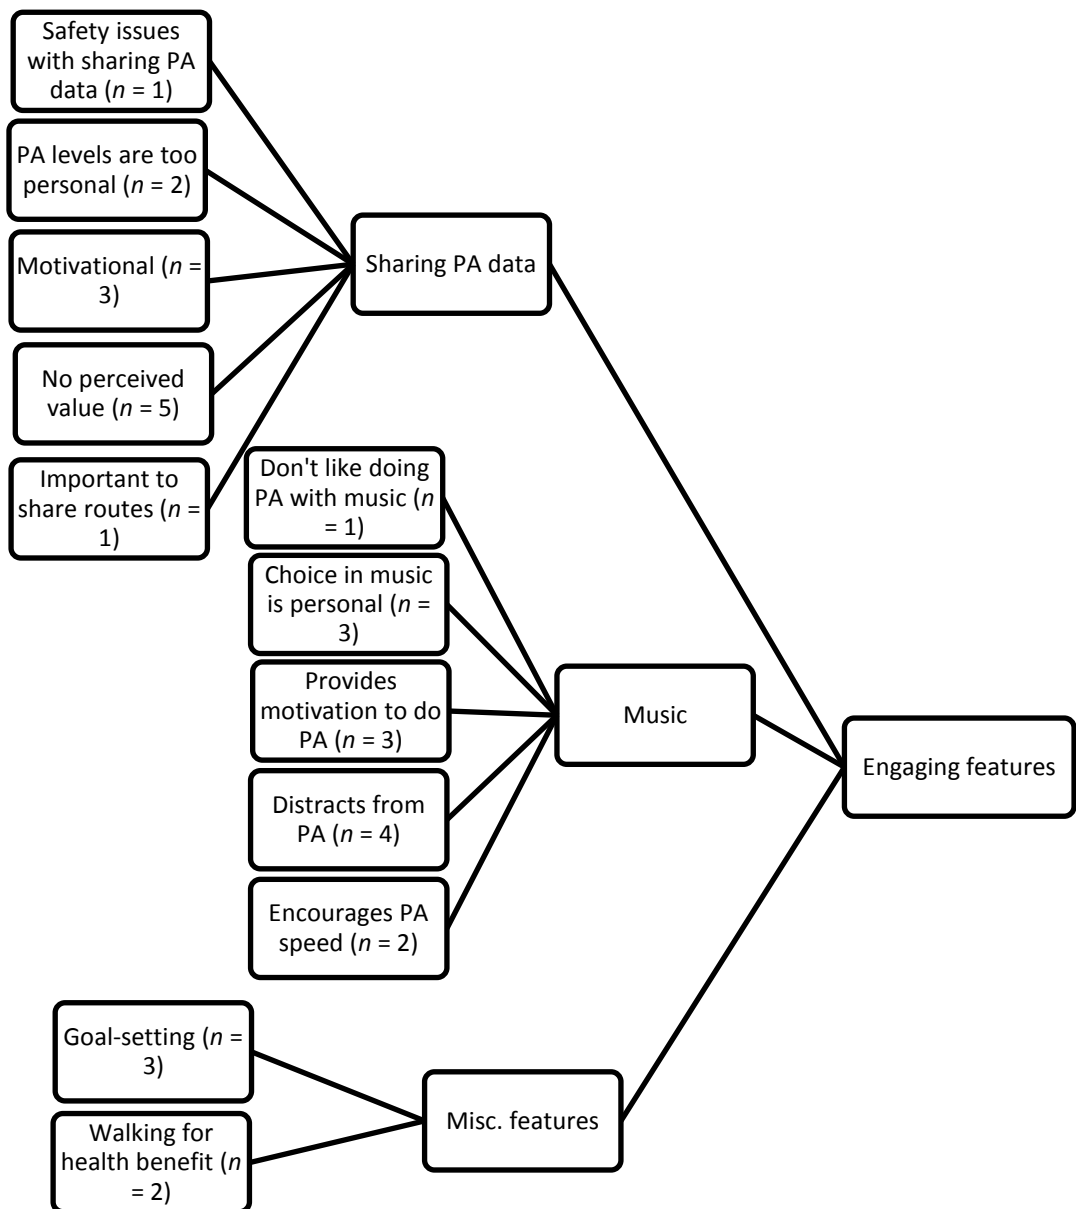 Safety issues
with sharing PA
data (n = 1)
PA levels are too
personal (n = 2)
Motivational (n =
3)
No perceived
value (n = 5)
Important to
share routes (n =
1)
Sharing PA data
Don't like doing
PA with music (n
= 1)
Choice in music
is personal (n =
3)
Provides
motivation to do
PA (n = 3)
Distracts from
PA (n = 4)
Encourages PA
speed (n = 2)
Music
Goal-setting (n =
3)
Walking for
health benefit (n
= 2)
Misc. features
Engaging features